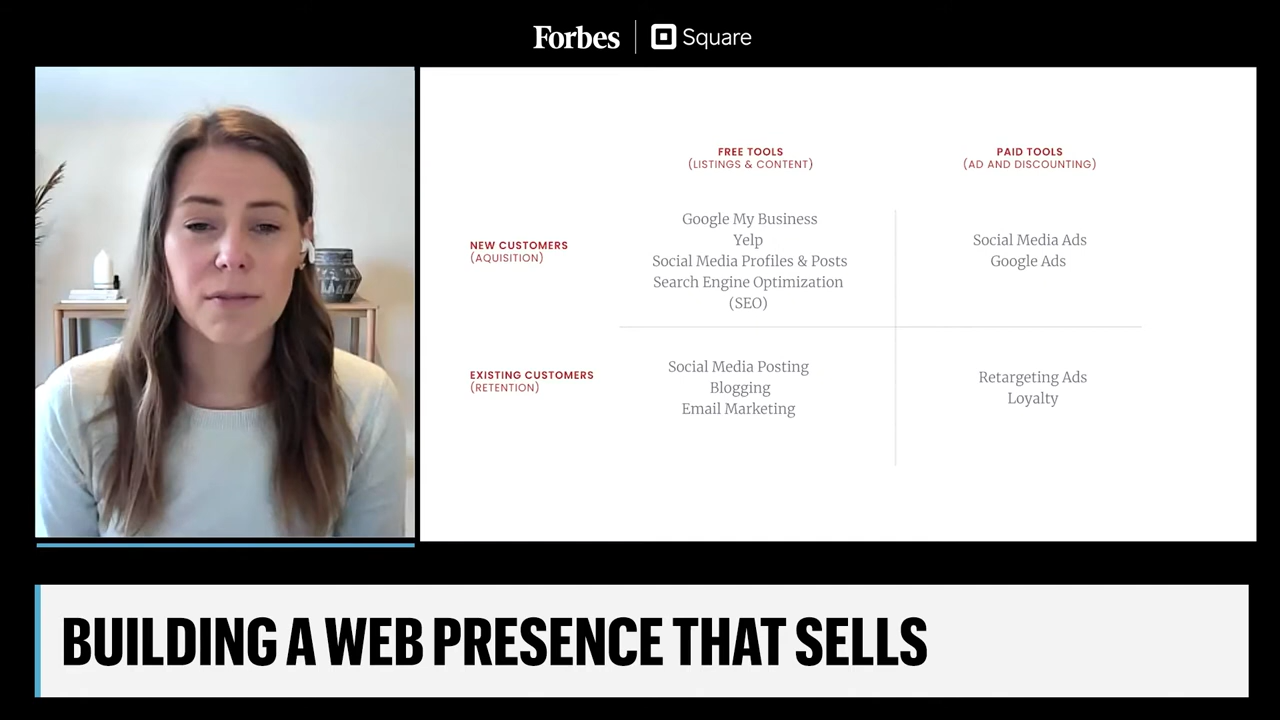 Forbes
Square
FREE TOOLS
(LISTINGS & CONTENT)
PAID TOOLS
(AD AND DISCOUNTING)
NEW CUSTOMERS
(AQUISITION)
Google My Business
Yelp
Social Media Profiles & Posts
Search Engine Optimization
(SEO)
Social Media Ads
Google Ads
EXISTING CUSTOMERS
(RETENTION)
Social Media Posting
Blogging
Email Marketing
Retargeting Ads
Loyalty
BUILDING A WEB PRESENCE THAT SELLS